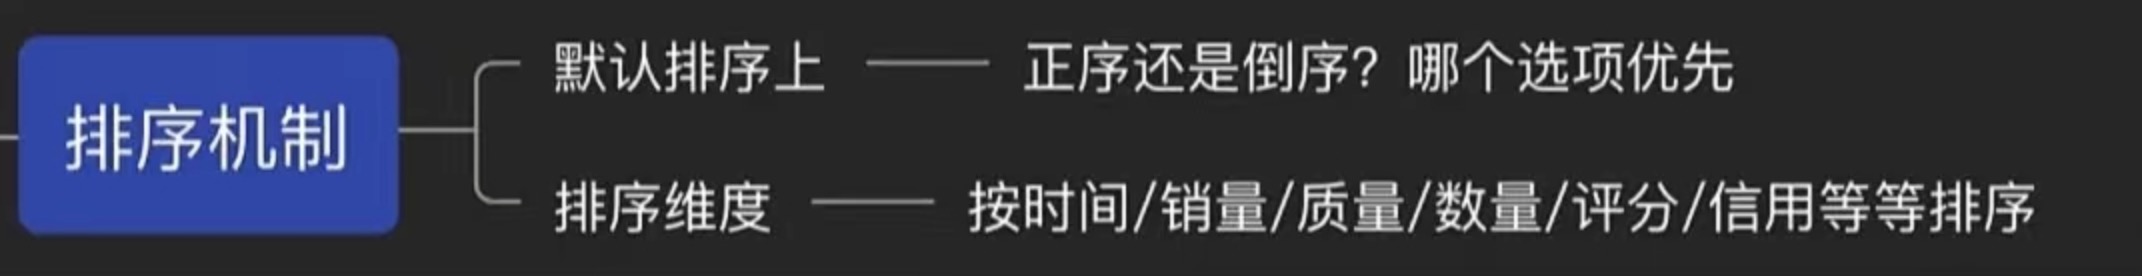 排序机制
默认排序上
正序还是倒序？哪个选项优先
排序维度
按时间/销量/质量/数量/评分/信用等等排序